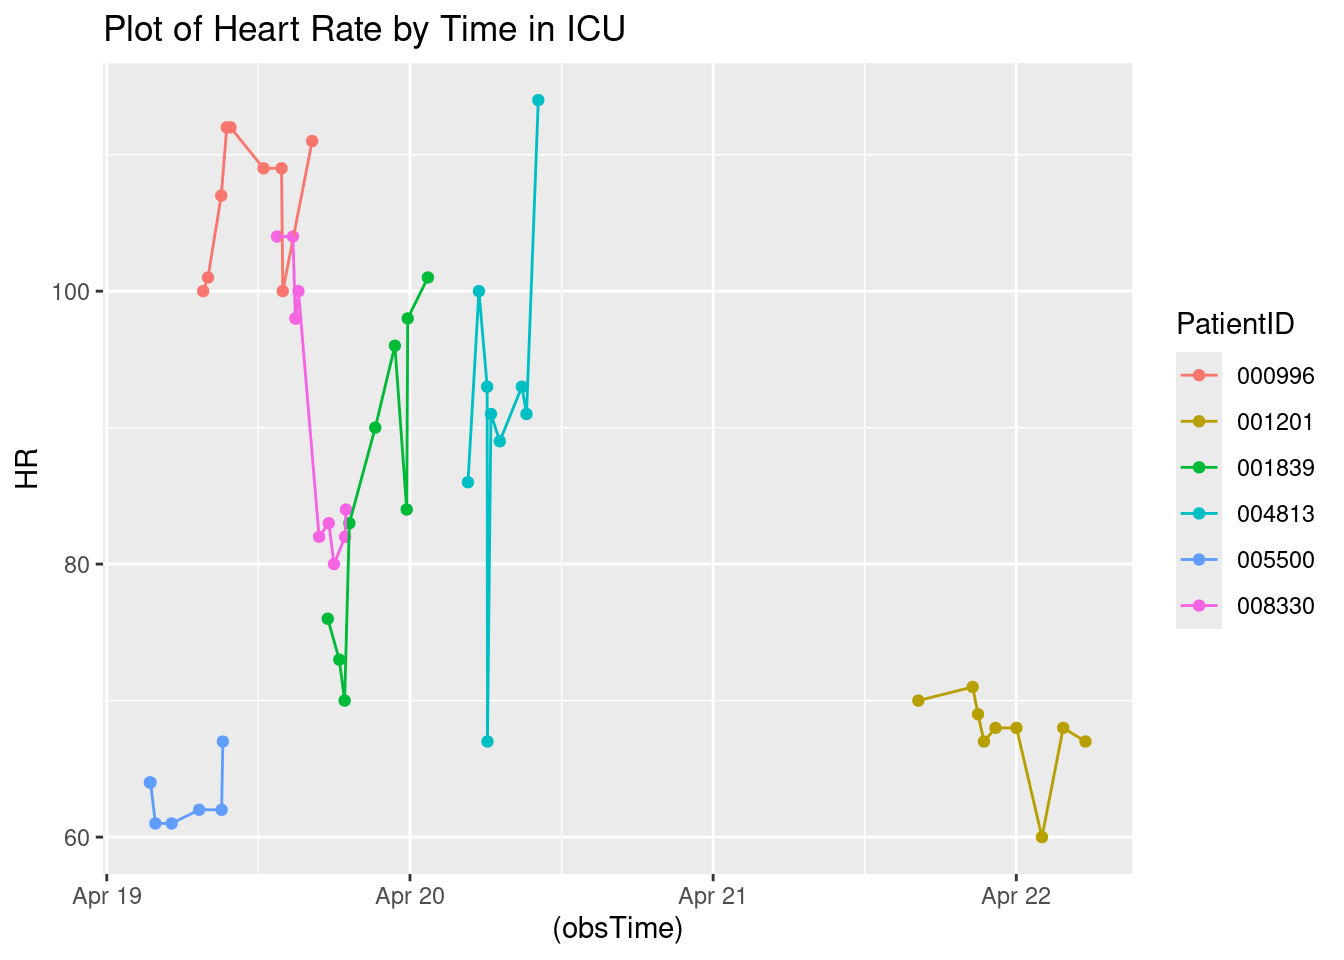 Plot of Heart Rate by Time in ICU
HR
100
80
60
Apr 19
Apr 20
Apr 21
Apr 22
(obsTime)
PatientID
000996
001201
001839
004813
005500
008330